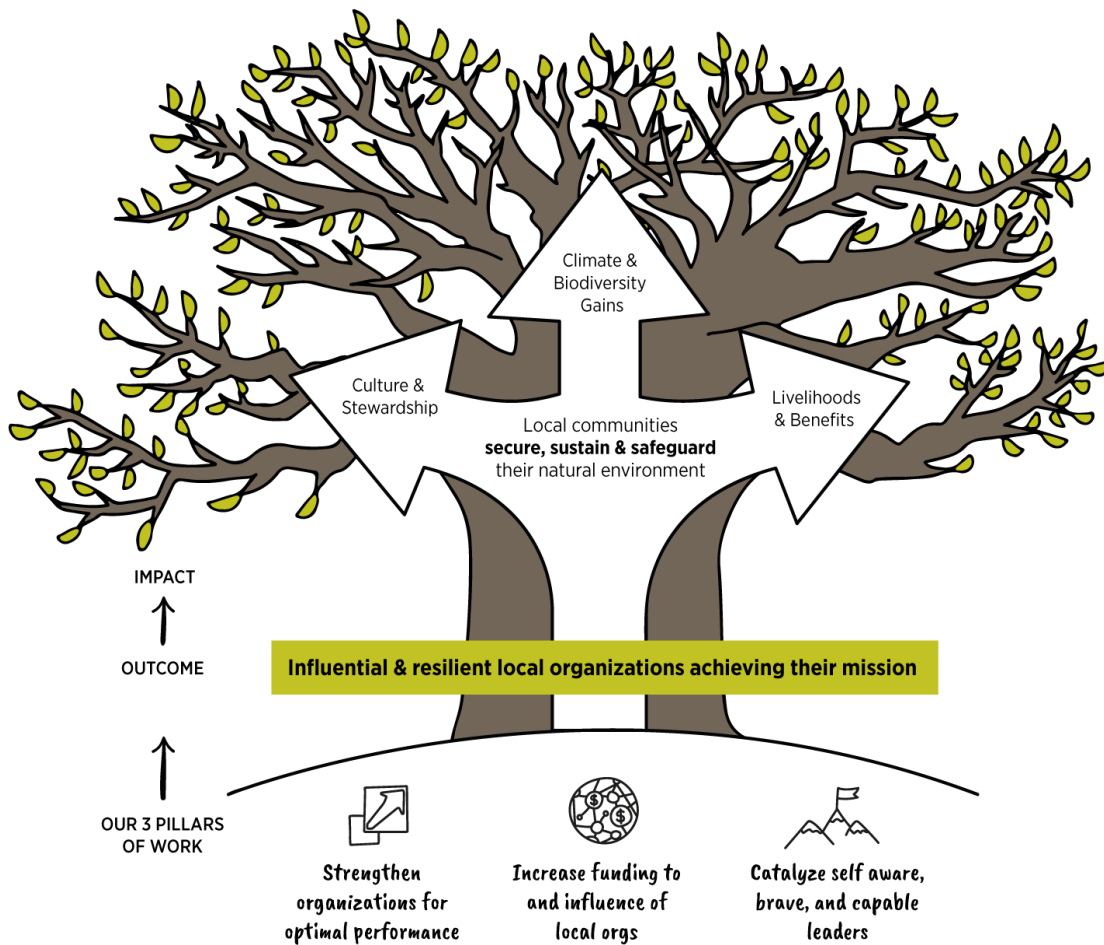 Climate &
Biodiversity
Gains
Culture &
Stewardship
Livelihoods
& Benefits
Local communities
secure, sustain & safeguard
their natural environment
IMPACT
OUTCOME
Influential & resilient local organizations achieving their mission
OUR 3 PILLARS
OF WORK
$
$
Strengthen
organizations for
optimal performance
Increase funding to
and influence of
local orgs
Catalyze self aware,
brave, and capable
leaders